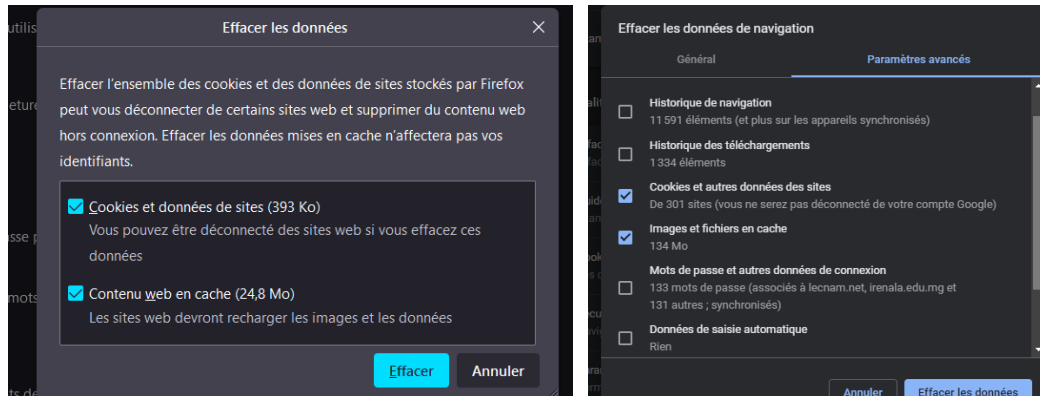 Effacer les données
Effacer l'ensemble des cookies et des données de sites stockés par Firefox
peut vous déconnecter de certains sites web et supprimer du contenu web
hors connexion. Effacer les données mises en cache n'affectera pas vos
identifiants.
Cookies et données de sites (393 Ko)
Vous pouvez être déconnecté des sites web si vous effacez ces
données
Contenu web en cache (24,8 Mo)
Les sites web devront recharger les images et les données
Effacer
Annuler
Effacer les données de navigation
Général
Paramètres avancés
Historique de navigation
11 591 éléments (et plus sur les appareils synchronisés)
Historique des téléchargements
1 334 éléments
Cookies et autres données des sites
De 301 sites (vous ne serez pas déconnecté de votre compte Google)
Images et fichiers en cache
134 Mo
Mots de passe et autres données de connexion
133 mots de passe (associés à lecnam.net, irenala.edu.mg et
131 autres ; synchronisés)
Données de saisie automatique
Rien
Annuler
Effacer les données